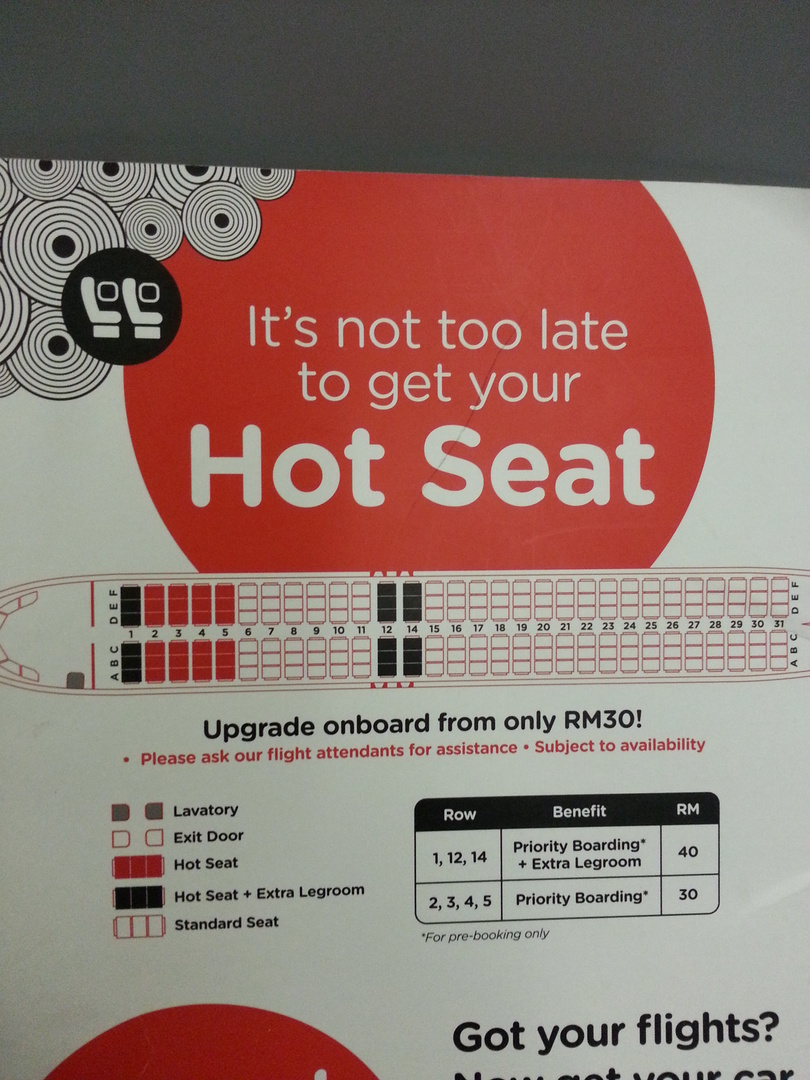 It's not too late
to get your
Hot Seat
D E F
D E F
1 2 3 4 5 6 7 8 9 10 11 12 14 15 16 17 18 19 20 21 22 23 24 25 26 27 28 29 30 31
A B C
A B C
Upgrade onboard from only RM30!
• Please ask our flight attendants for assistance • Subject to availability
Lavatory
Exit Door
Hot Seat
Hot Seat + Extra Legroom
Standard Seat
Row Benefit RM
1, 12, 14 Priority Boarding* + Extra Legroom 40
2, 3, 4, 5 Priority Boarding* 30
*For pre-booking only
Got your flights?
Now get your car